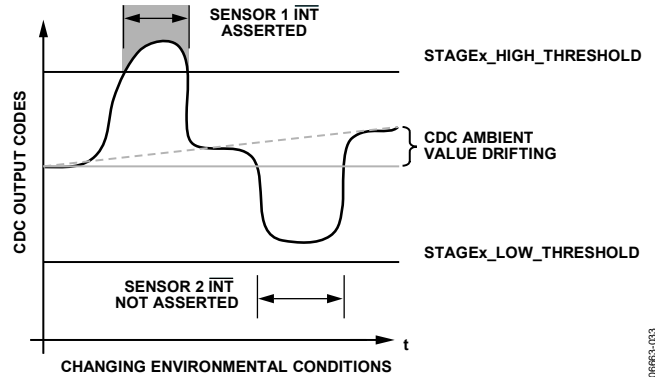 SENSOR 1 INT
ASSERTED
STAGEx_HIGH_THRESHOLD
CDC AMBIENT
VALUE DRIFTING
CDC OUTPUT CODES
STAGEx_LOW_THRESHOLD
SENSOR 2 INT
NOT ASSERTED
t
CHANGING ENVIRONMENTAL CONDITIONS
06663-033